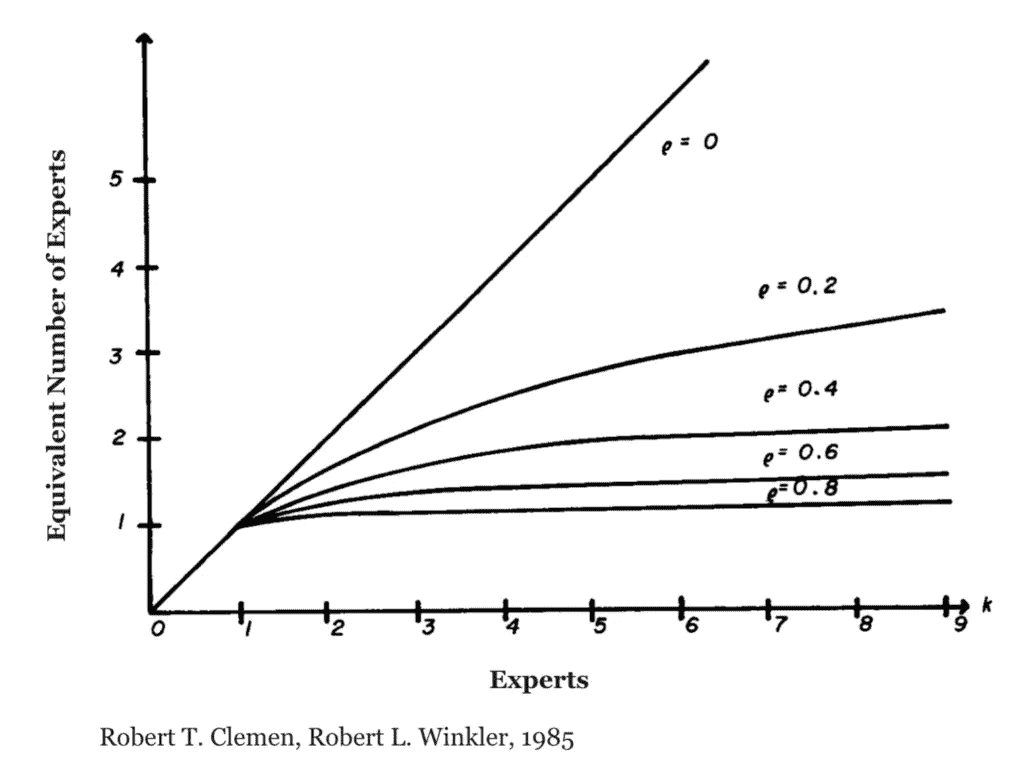 Equivalent Number of Experts
5
4
3
2
1
ρ = 0
ρ = 0.2
ρ = 0.4
ρ = 0.6
ρ = 0.8
0 1 2 3 4 5 6 7 8 9 k
Experts
Robert T. Clemen, Robert L. Winkler, 1985